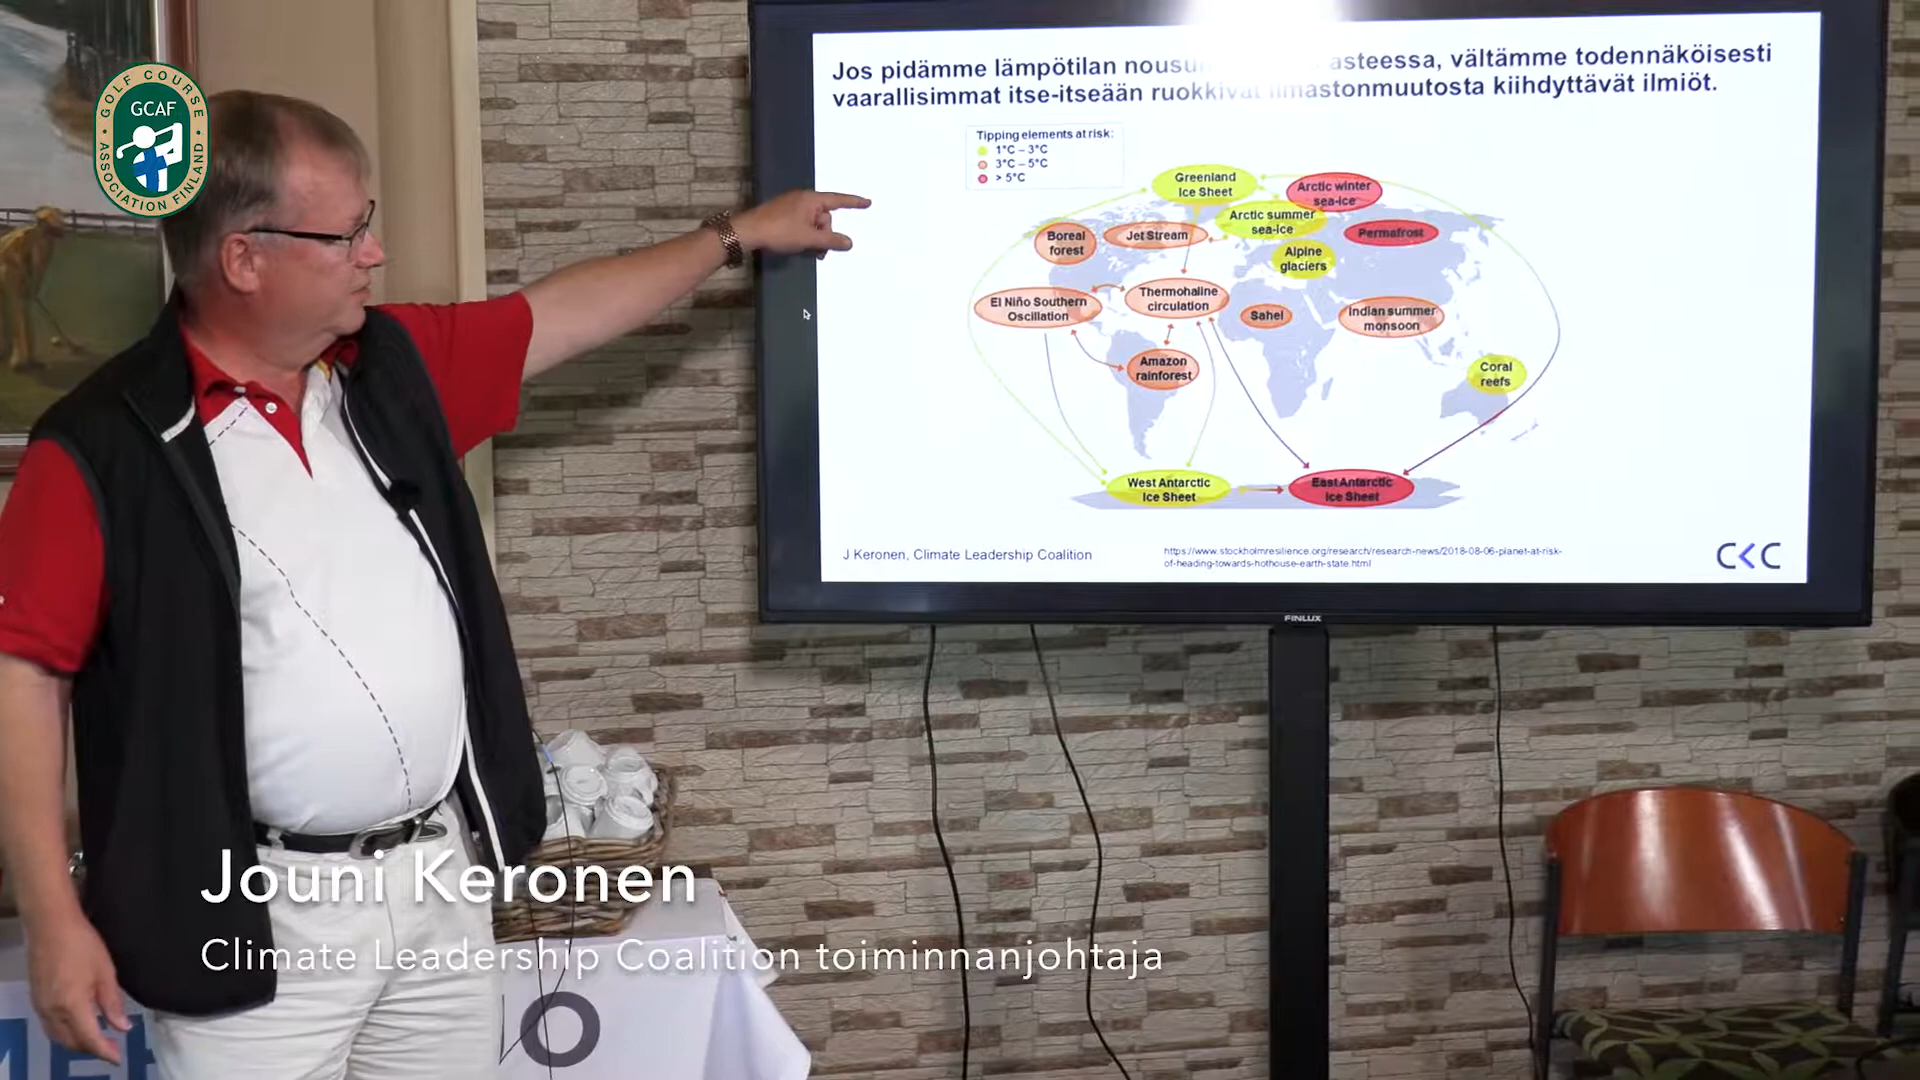 GOLF COURSE
GCAF
ASSOCIATION FINLAND
Jos pidämme lämpötilan asteessa, vältämme todennäköisesti
vaarallisimmat itse-itseään ruokkivat ilmastonmuutosta kiihdyttävät ilmiöt.
Tipping elements at risk:
1°C – 3°C
3°C – 5°C
> 5°C
Greenland
Ice Sheet
Arctic winter
sea-ice
Arctic summer
sea-ice
Boreal
forest
Jet Stream
Permafrost
Alpine
glaciers
El Niño Southern
Oscillation
Thermohaline
circulation
Sahel
Indian summer
monsoon
Amazon
rainforest
Coral
reefs
West Antarctic
Ice Sheet
East Antarctic
Ice Sheet
J Keronen, Climate Leadership Coalition
https://www.stockholmresilience.org/research/research-news/2018-08-06-planet-at-risk-
of-heading-towards-hothouse-earth-state.html
CLC
FINLUX
Jouni Keronen
Climate Leadership Coalition toiminnanjohtaja